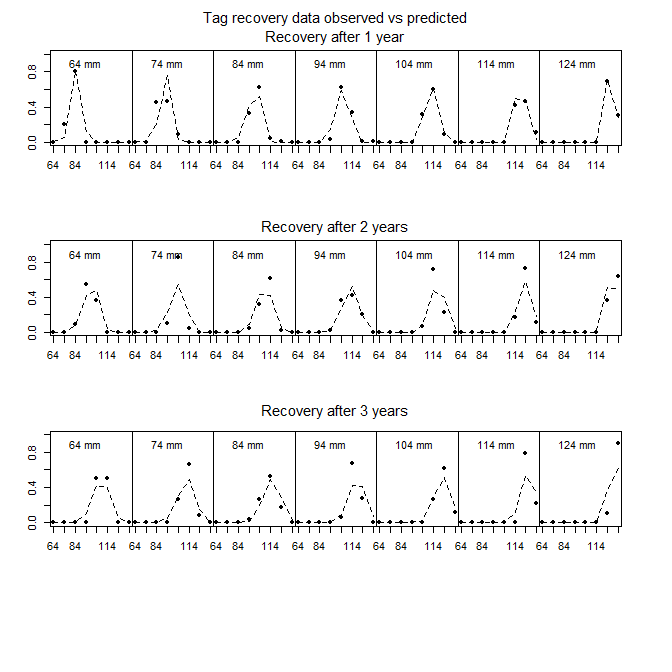 Tag recovery data observed vs predicted
Recovery after 1 year
64 mm 74 mm 84 mm 94 mm 104 mm 114 mm 124 mm
0.8
0.4
0.0
64 84 114 64 84 114 64 84 114 64 84 114 64 84 114 64 84 114 64 84 114
Recovery after 2 years
64 mm 74 mm 84 mm 94 mm 104 mm 114 mm 124 mm
0.8
0.4
0.0
64 84 114 64 84 114 64 84 114 64 84 114 64 84 114 64 84 114 64 84 114
Recovery after 3 years
64 mm 74 mm 84 mm 94 mm 104 mm 114 mm 124 mm
0.8
0.4
0.0
64 84 114 64 84 114 64 84 114 64 84 114 64 84 114 64 84 114 64 84 114